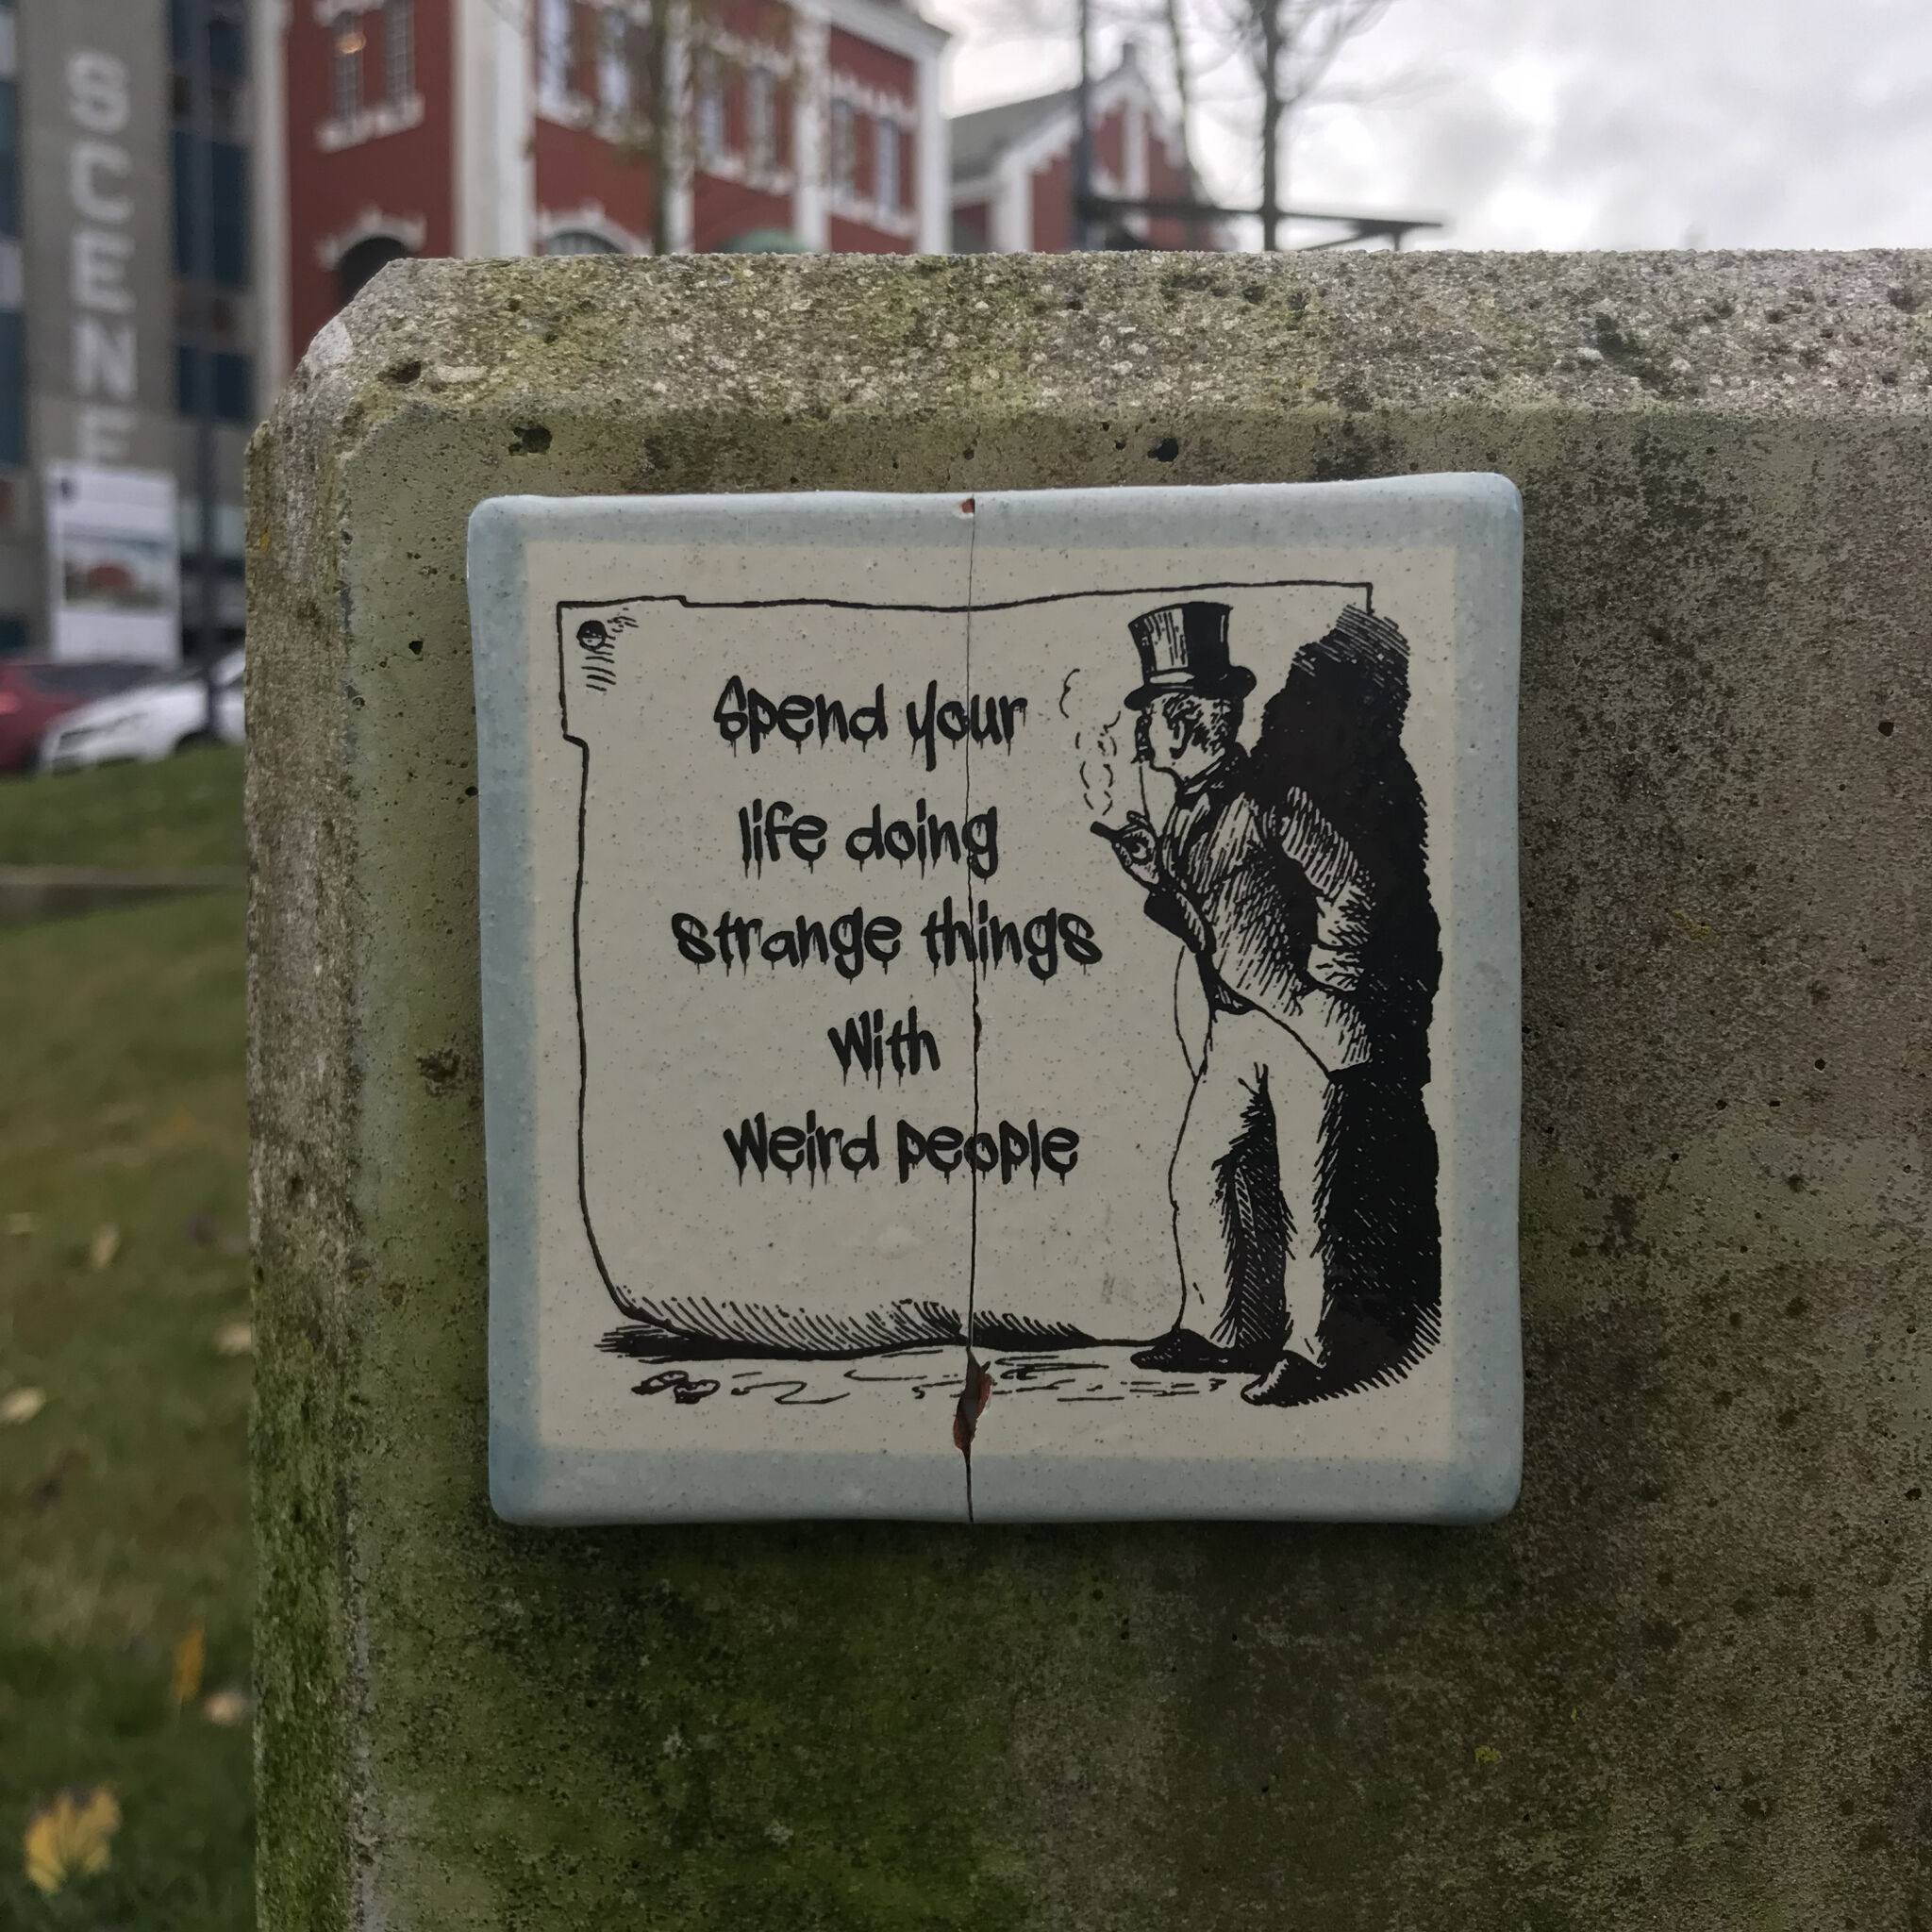 SCENE
Spend your
life doing
strange things
With
Weird people